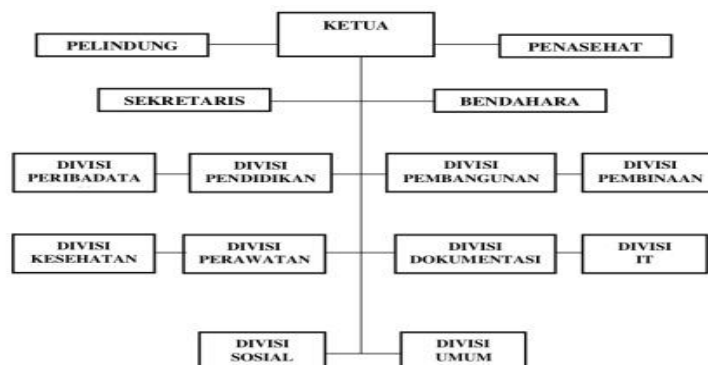 KETUA
PELINDUNG
PENASEHAT
SEKRETARIS
BENDAHARA
DIVISI
PERIBADATA
DIVISI
PENDIDIKAN
DIVISI
PEMBANGUNAN
DIVISI
PEMBINAAN
DIVISI
KESEHATAN
DIVISI
PERAWATAN
DIVISI
DOKUMENTASI
DIVISI
IT
DIVISI
SOSIAL
DIVISI
UMUM